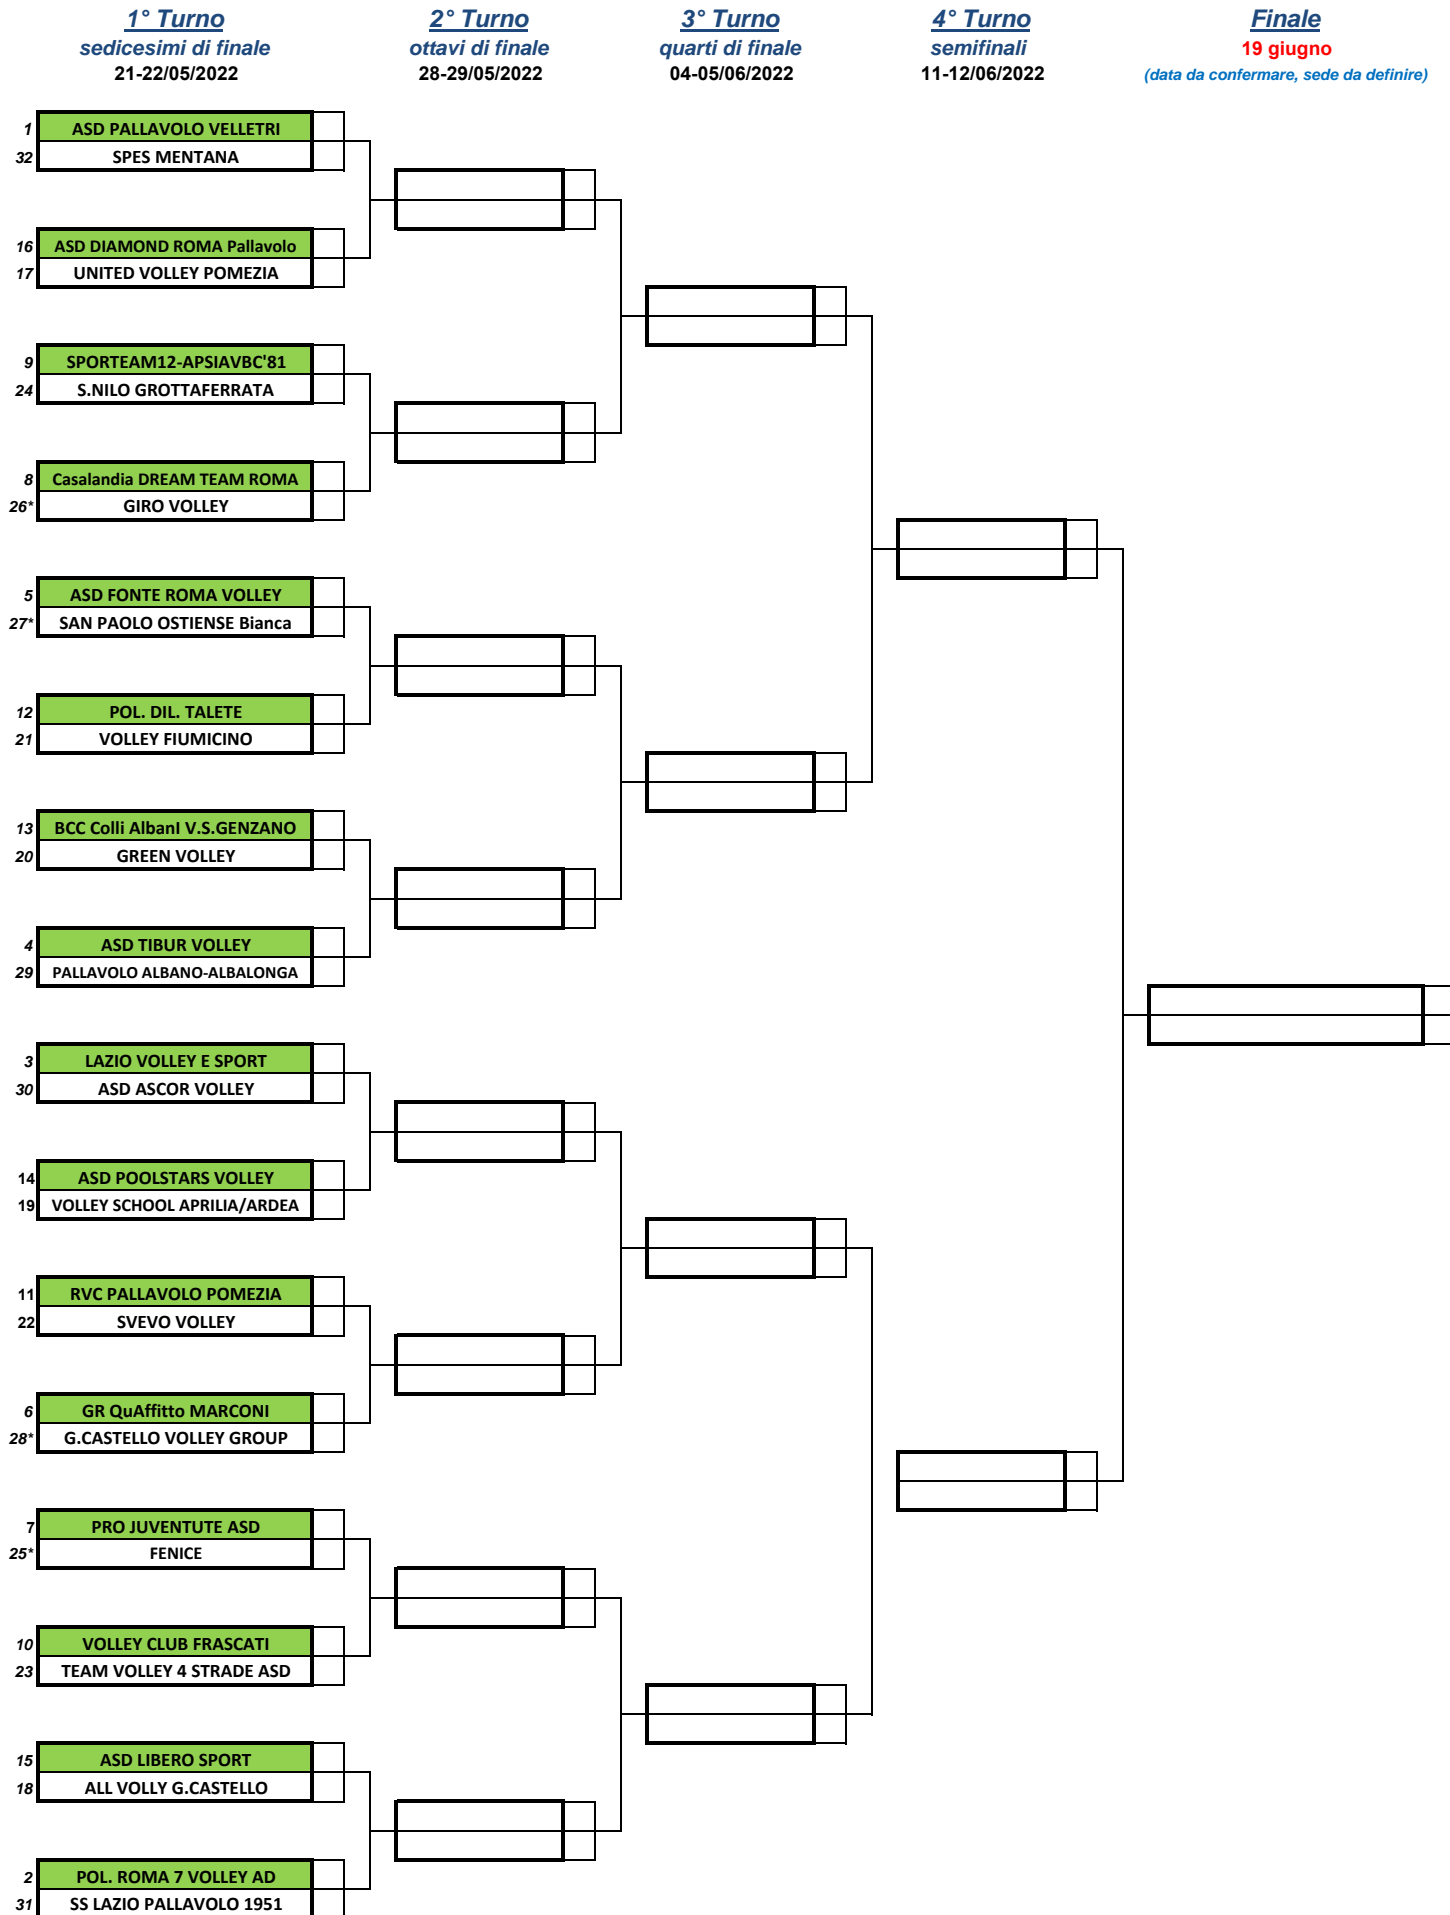 1° Turno 2° Turno 3° Turno 4° Turno Finale
sedicesimi di finale ottavi di finale quarti di finale semifinali 19 giugno
21-22/05/2022 28-29/05/2022 04-05/06/2022 11-12/06/2022 (data da confermare, sede da definire)
1 ASD PALLAVOLO VELLETRI
32 SPES MENTANA
16 ASD DIAMOND ROMA Pallavolo
17 UNITED VOLLEY POMEZIA
9 SPORTEAM12-APSIAVBC'81
24 S.NILO GROTTAFERRATA
8 Casalandia DREAM TEAM ROMA
26* GIRO VOLLEY
5 ASD FONTE ROMA VOLLEY
27* SAN PAOLO OSTIENSE Bianca
12 POL. DIL. TALETE
21 VOLLEY FIUMICINO
13 BCC Colli AlbanI V.S.GENZANO
20 GREEN VOLLEY
4 ASD TIBUR VOLLEY
29 PALLAVOLO ALBANO-ALBALONGA
3 LAZIO VOLLEY E SPORT
30 ASD ASCOR VOLLEY
14 ASD POOLSTARS VOLLEY
19 VOLLEY SCHOOL APRILIA/ARDEA
11 RVC PALLAVOLO POMEZIA
22 SVEVO VOLLEY
6 GR QuAffitto MARCONI
28* G.CASTELLO VOLLEY GROUP
7 PRO JUVENTUTE ASD
25* FENICE
10 VOLLEY CLUB FRASCATI
23 TEAM VOLLEY 4 STRADE ASD
15 ASD LIBERO SPORT
18 ALL VOLLY G.CASTELLO
2 POL. ROMA 7 VOLLEY AD
31 SS LAZIO PALLAVOLO 1951